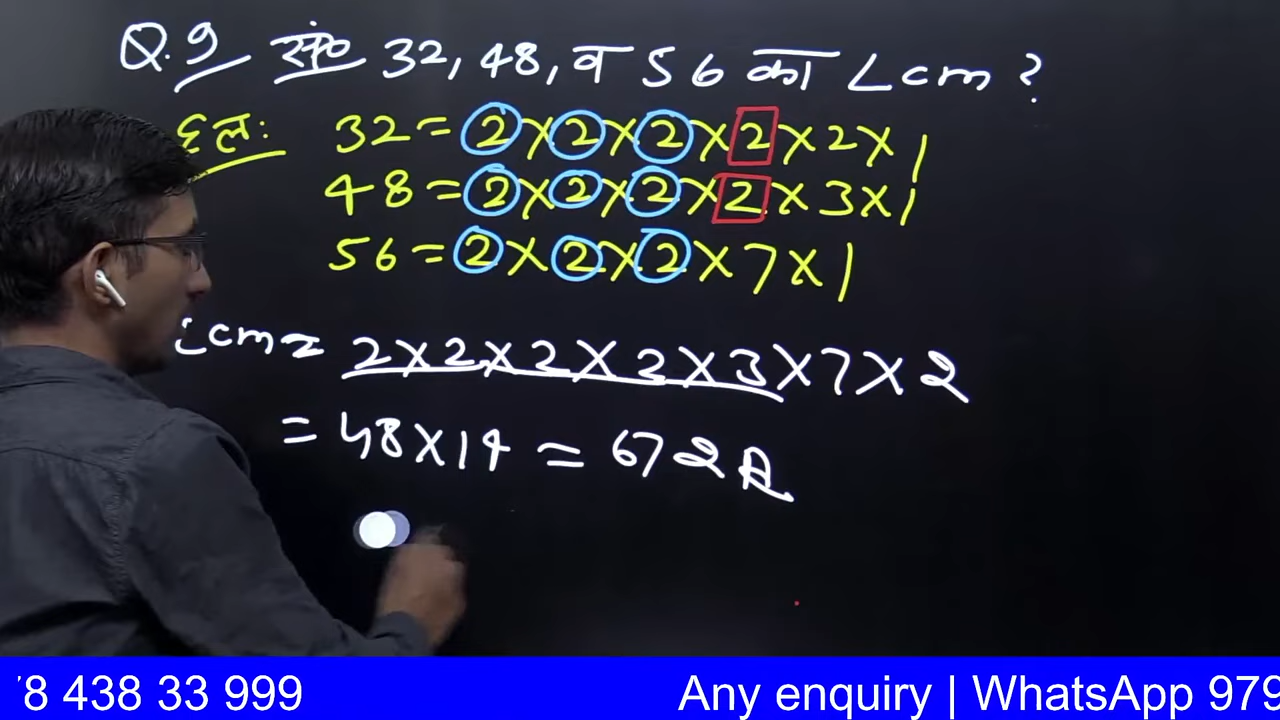 Q.9 सं० 32, 48, व 56 का Lcm ?
हल:
32 = 2×2×2×2×2×1
48 = 2×2×2×2×3×1
56 = 2×2×2×7×1
Lcm = 2×2×2×2×3×7×2
= 48×14 = 672
8 438 33 999
Any enquiry | WhatsApp 979